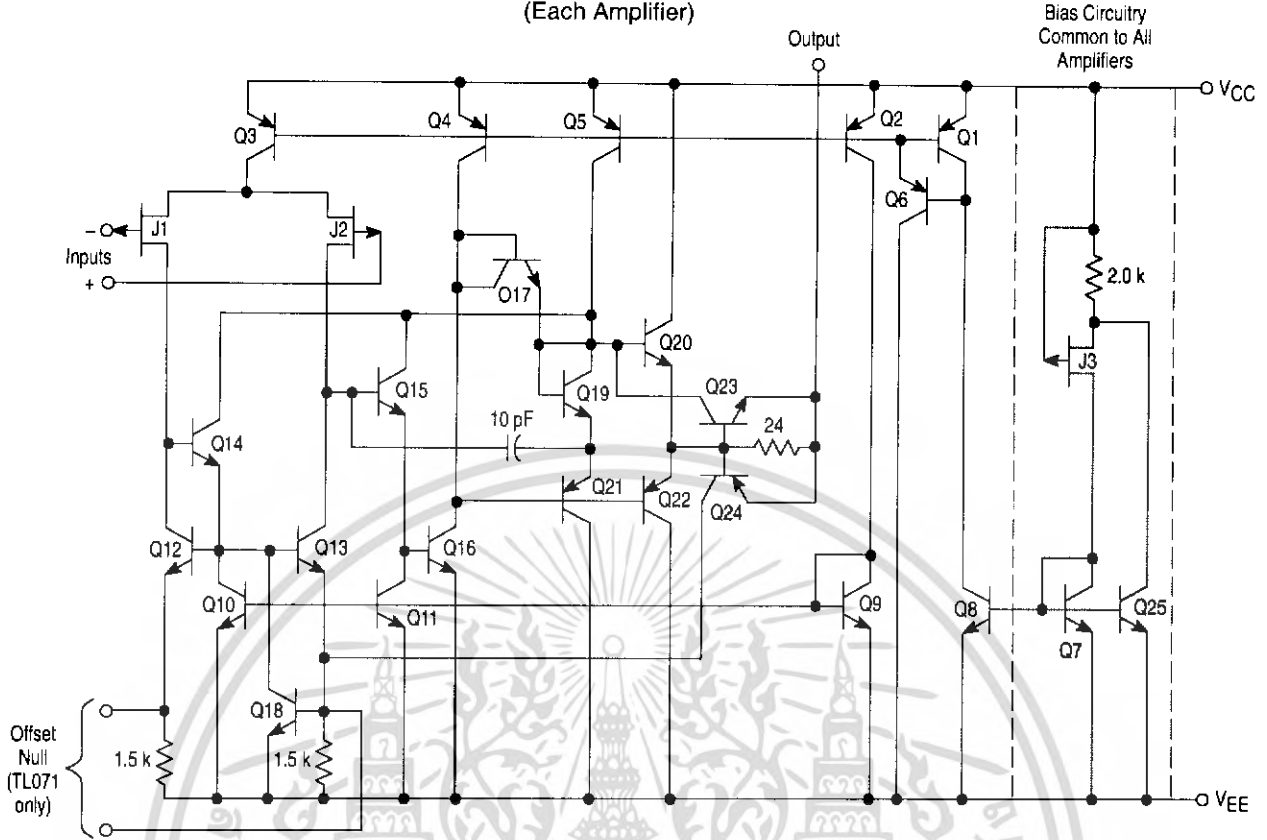 (Each Amplifier)
Bias Circuitry
Common to All
Amplifiers
Output
VCC
Q3
Q4
Q5
Q2
Q1
Q6
J1
J2
–
Inputs
+
2.0 k
O17
Q20
J3
Q15
Q19
Q23
10 pF
24
Q14
Q21
Q22
Q24
Q12
Q13
Q16
Q10
Q11
Q9
Q8
Q25
Q7
Q18
Offset
Null
(TL071
only)
1.5 k
1.5 k
VEE